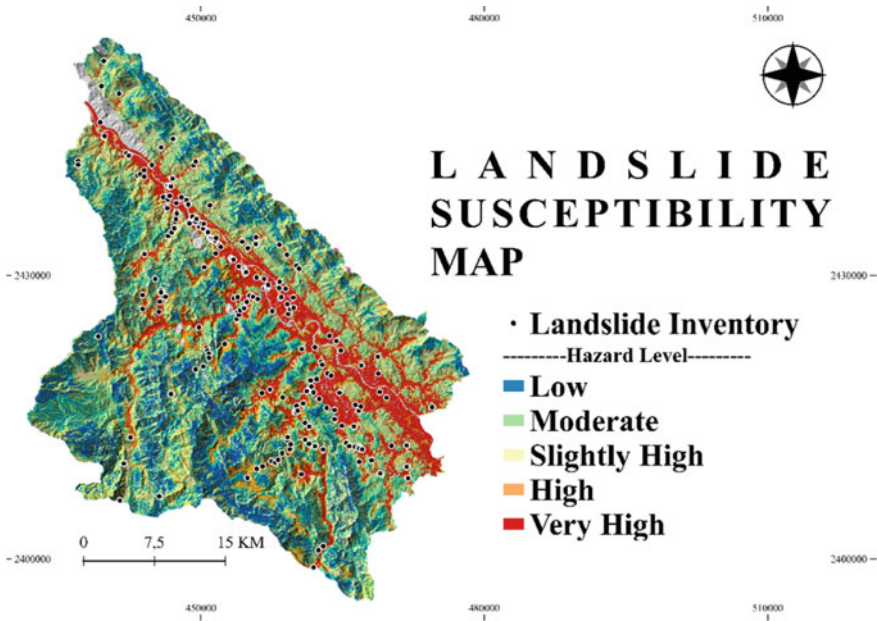 450000 480000 510000
LANDSLIDE
SUSCEPTIBILITY
MAP
2430000 2430000
· Landslide Inventory
---------Hazard Level---------
Low
Moderate
Slightly High
High
Very High
0 7,5 15 KM
2400000 2400000
450000 480000 510000